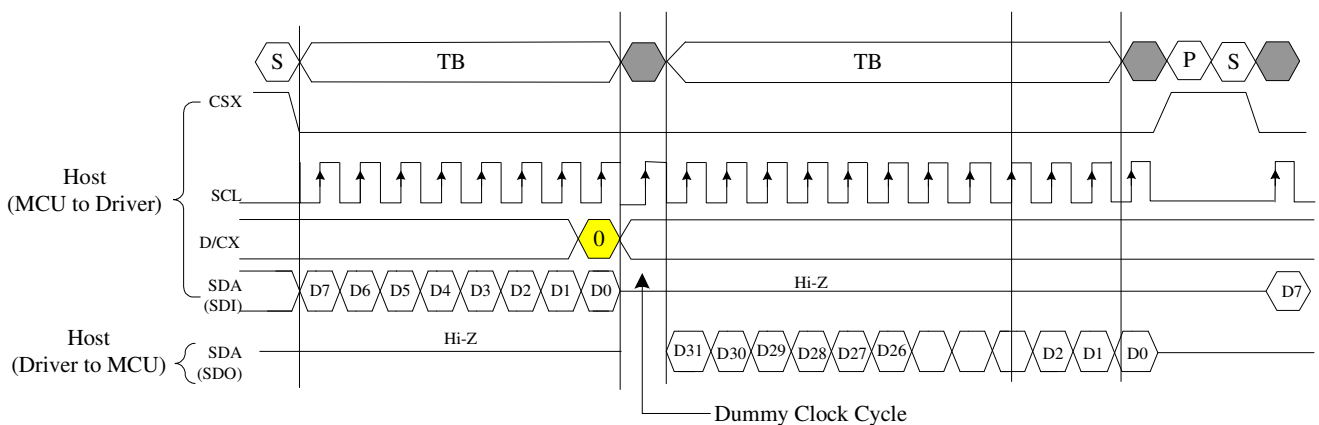 S TB TB P S
CSX
Host
(MCU to Driver)
SCL
D/CX 0
SDA
(SDI)
D7 D6 D5 D4 D3 D2 D1 D0 Hi-Z D7
Host
(Driver to MCU)
SDA
(SDO)
Hi-Z D31 D30 D29 D28 D27 D26 D2 D1 D0
Dummy Clock Cycle